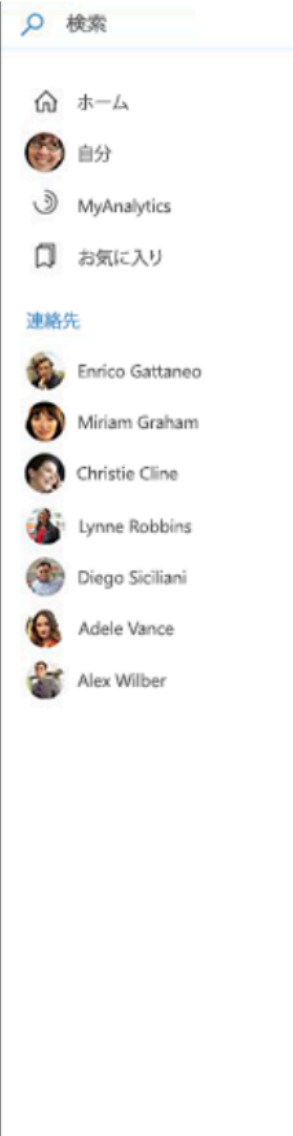 検索
ホーム
自分
MyAnalytics
お気に入り
連絡先
Enrico Gattaneo
Miriam Graham
Christie Cline
Lynne Robbins
Diego Siciliani
Adele Vance
Alex Wilber